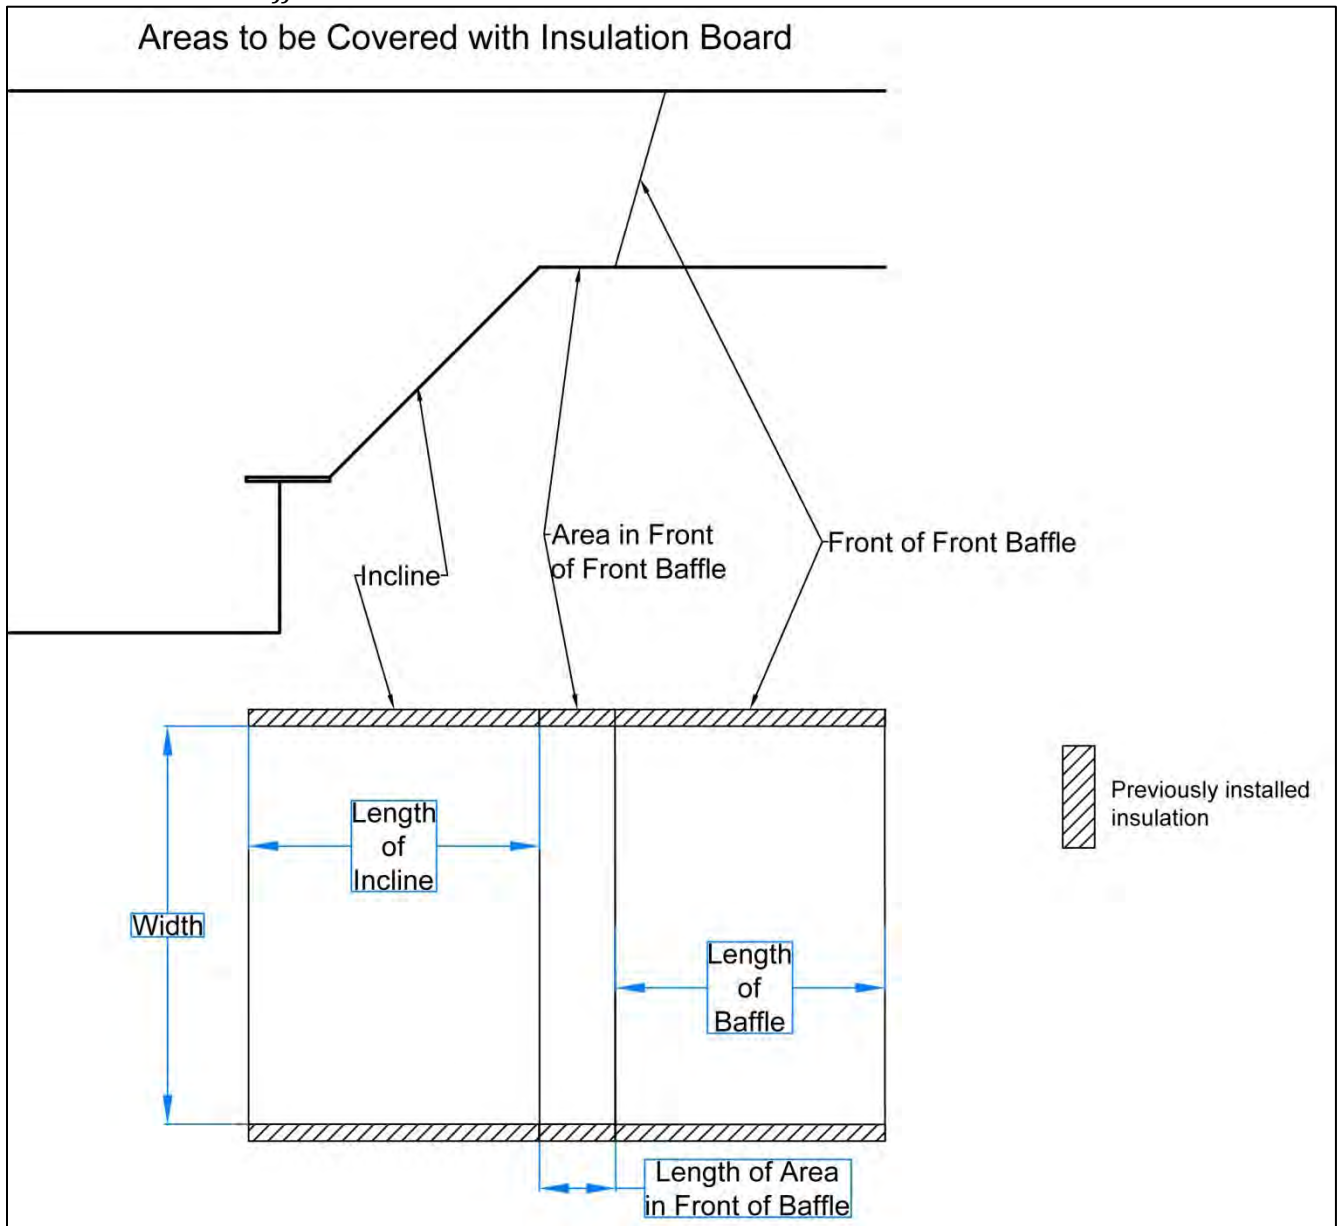 Areas to be Covered with Insulation Board
Area in Front
of Front Baffle
Front of Front Baffle
Incline
Previously installed
insulation
Length
of
Incline
Width
Length
of
Baffle
Length of Area
in Front of Baffle